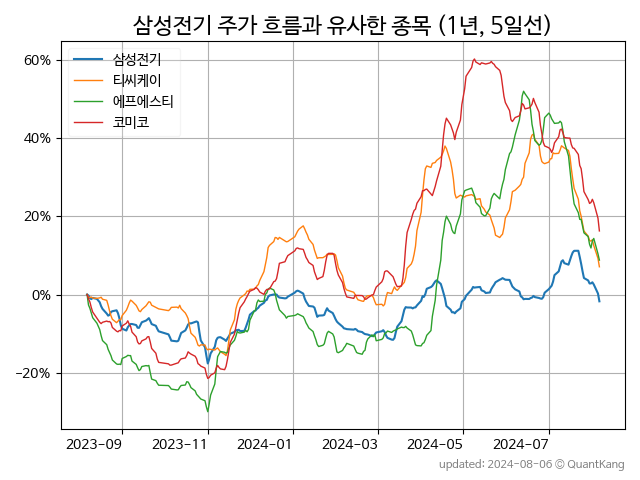 삼성전기 주가 흐름과 유사한 종목 (1년, 5일선)
삼성전기
티씨케이
에프에스티
코미코
60%
40%
20%
0%
−20%
2023-09 2023-11 2024-01 2024-03 2024-05 2024-07
updated: 2024-08-06 © QuantKang